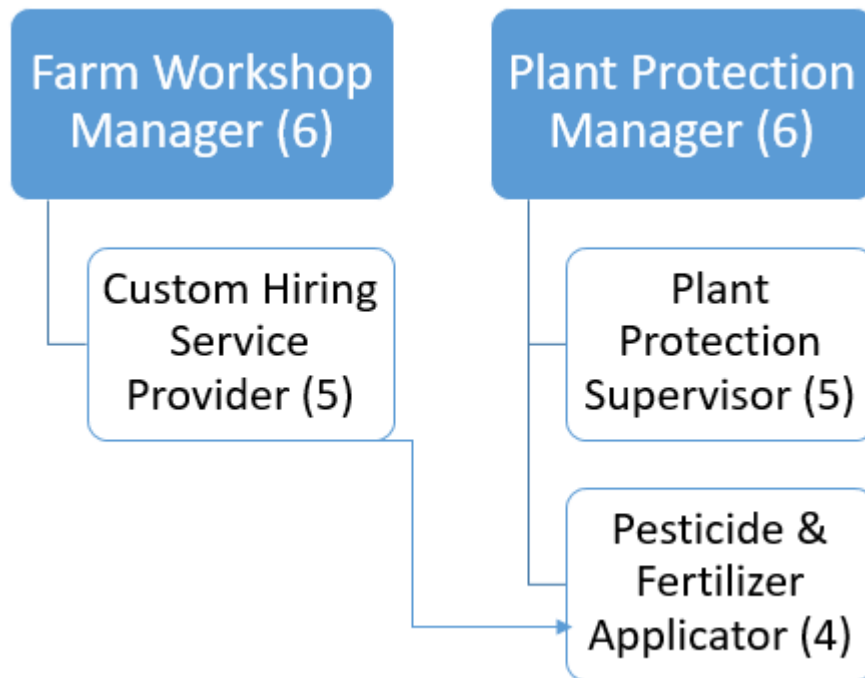 Farm Workshop
Manager (6)
Custom Hiring
Service
Provider (5)
Plant Protection
Manager (6)
Plant
Protection
Supervisor (5)
Pesticide &
Fertilizer
Applicator (4)